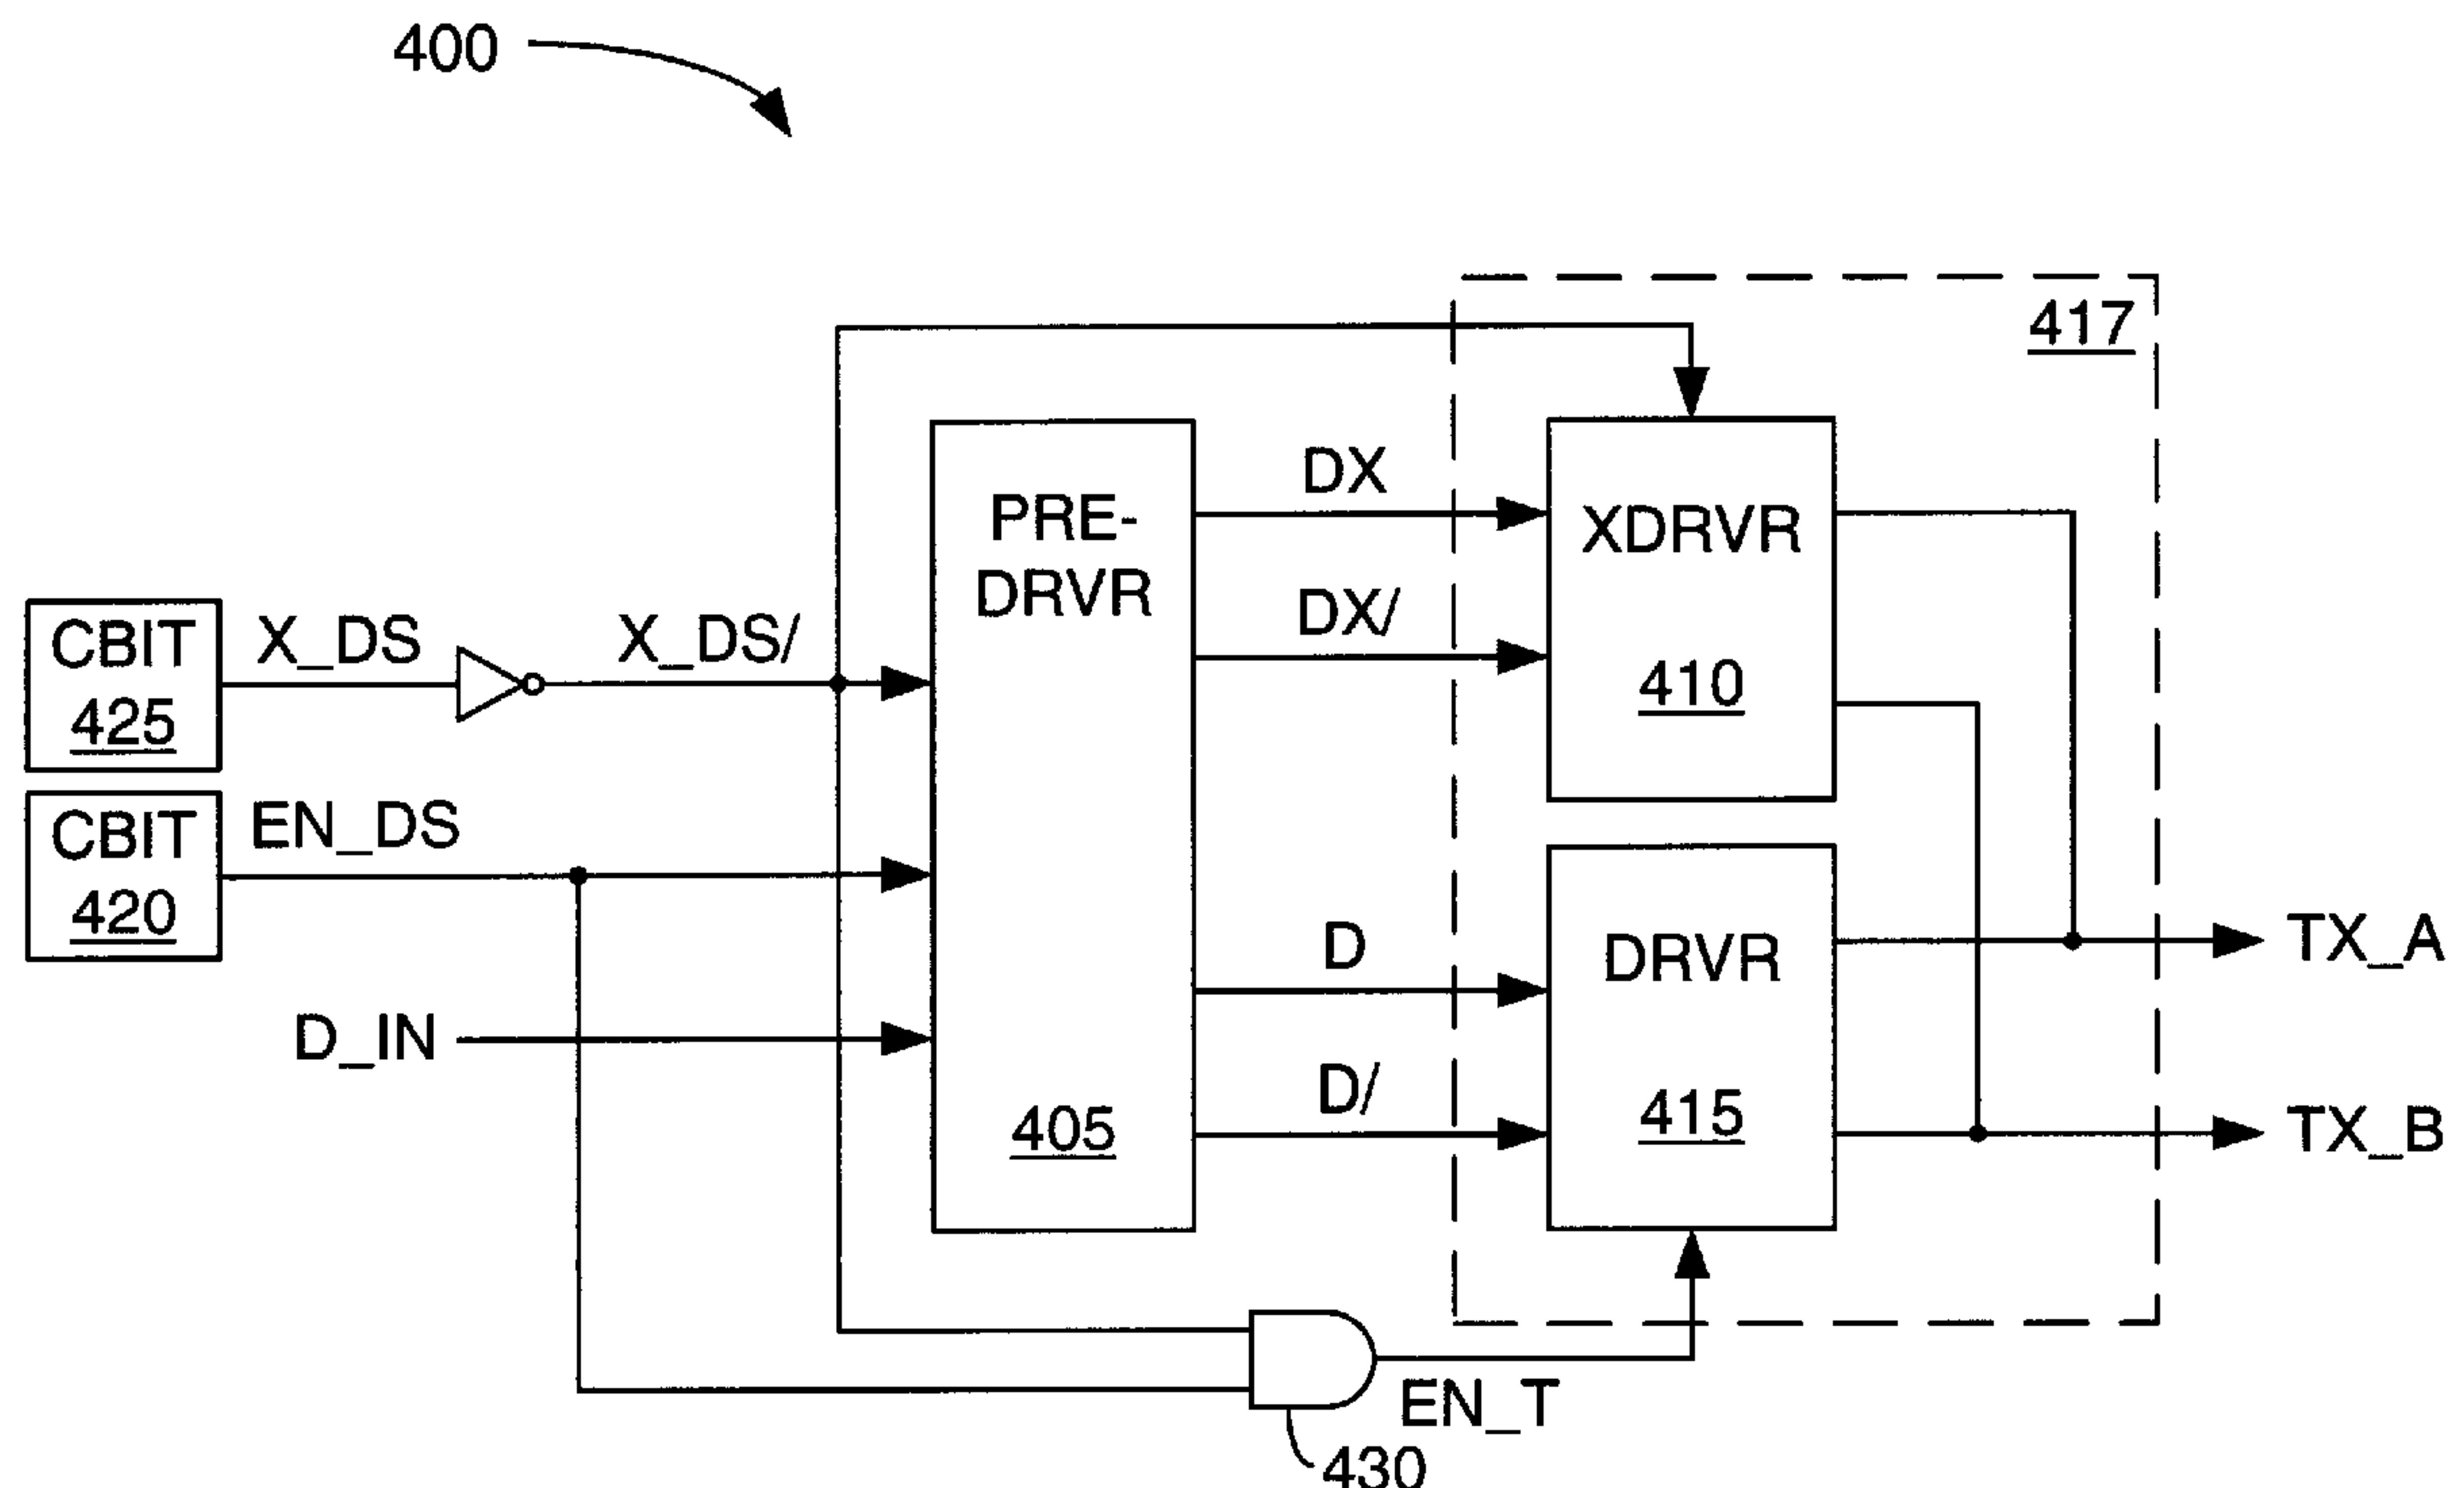 400
417
DX
PRE-
DRVR
XDRVR
DX/
CBIT
425
X_DS
X_DS/
410
CBIT
420
EN_DS
D
DRVR
TX_A
D_IN
D/
405
415
TX_B
EN_T
430